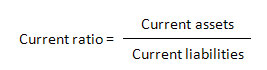 Current assets
Current ratio =
Current liabilities